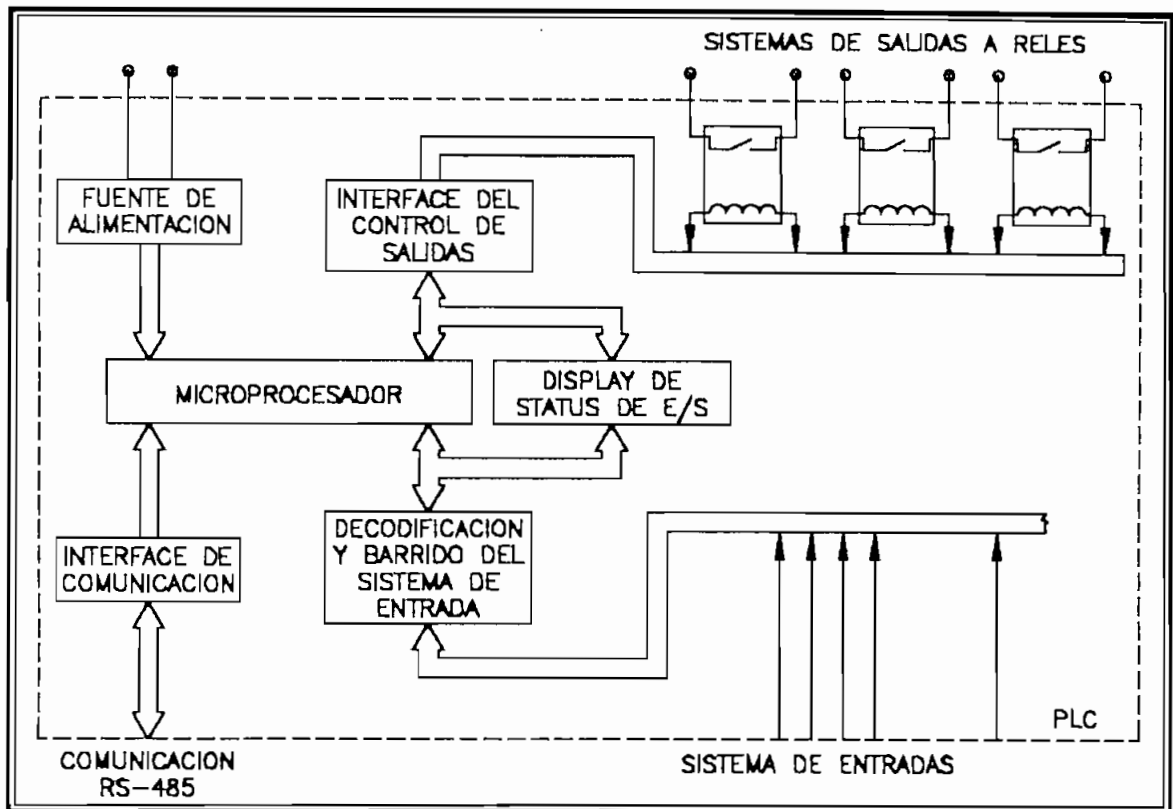 SISTEMAS DE SALIDAS A RELES
FUENTE DE
ALIMENTACION
INTERFACE DEL
CONTROL DE
SALIDAS
MICROPROCESADOR
DISPLAY DE
STATUS DE E/S
INTERFACE DE
COMUNICACION
DECODIFICACION
Y BARRIDO DEL
SISTEMA DE
ENTRADA
PLC
COMUNICACION
RS-485
SISTEMA DE ENTRADAS